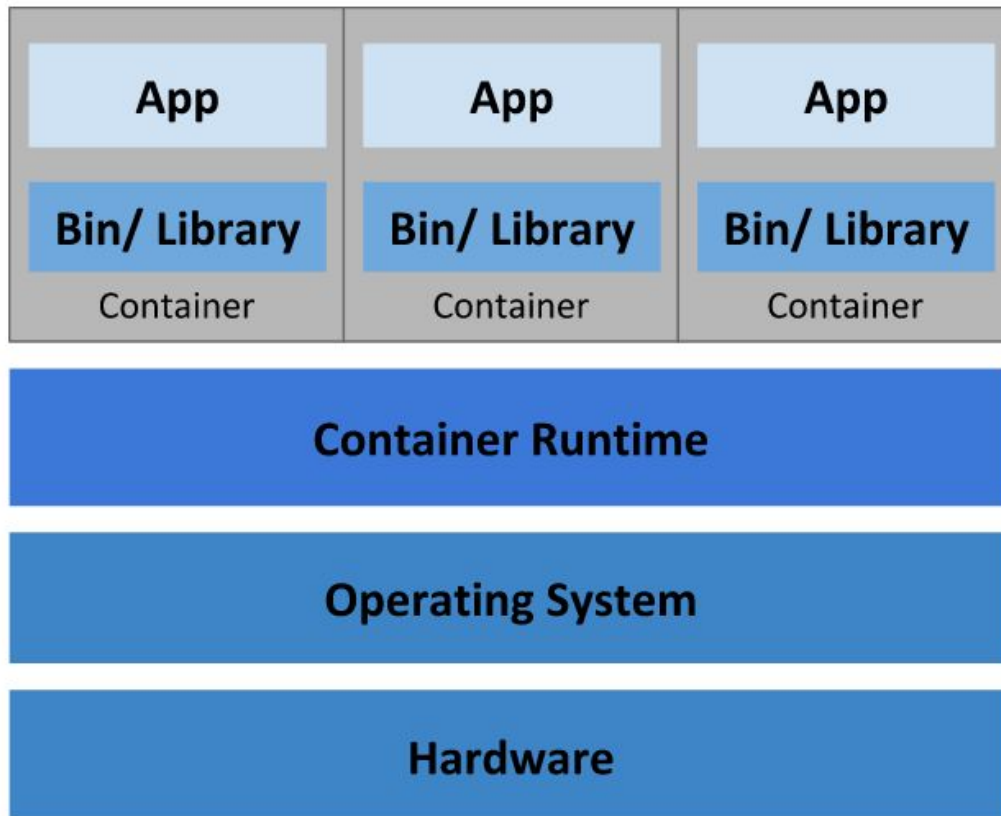 App App App
Bin/ Library Bin/ Library Bin/ Library
Container Container Container
Container Runtime
Operating System
Hardware